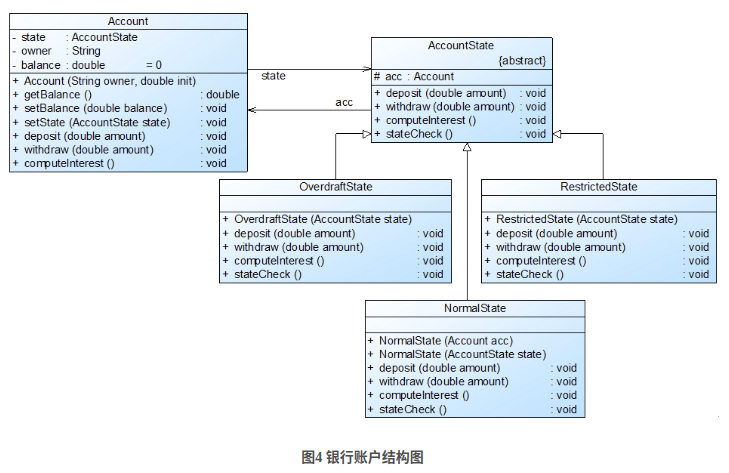 Account
- state : AccountState
- owner : String
- balance : double = 0
+ Account (String owner, double init)
+ getBalance () : double
+ setBalance (double balance) : void
+ setState (AccountState state) : void
+ deposit (double amount) : void
+ withdraw (double amount) : void
+ computeInterest () : void
state
acc
AccountState
{abstract}
# acc : Account
+ deposit (double amount) : void
+ withdraw (double amount) : void
+ computeInterest () : void
+ stateCheck () : void
OverdraftState
+ OverdraftState (AccountState state)
+ deposit (double amount) : void
+ withdraw (double amount) : void
+ computeInterest () : void
+ stateCheck () : void
RestrictedState
+ RestrictedState (AccountState state)
+ deposit (double amount) : void
+ withdraw (double amount) : void
+ computeInterest () : void
+ stateCheck () : void
NormalState
+ NormalState (Account acc)
+ NormalState (AccountState state)
+ deposit (double amount) : void
+ withdraw (double amount) : void
+ computeInterest () : void
+ stateCheck () : void
图4 银行账户结构图